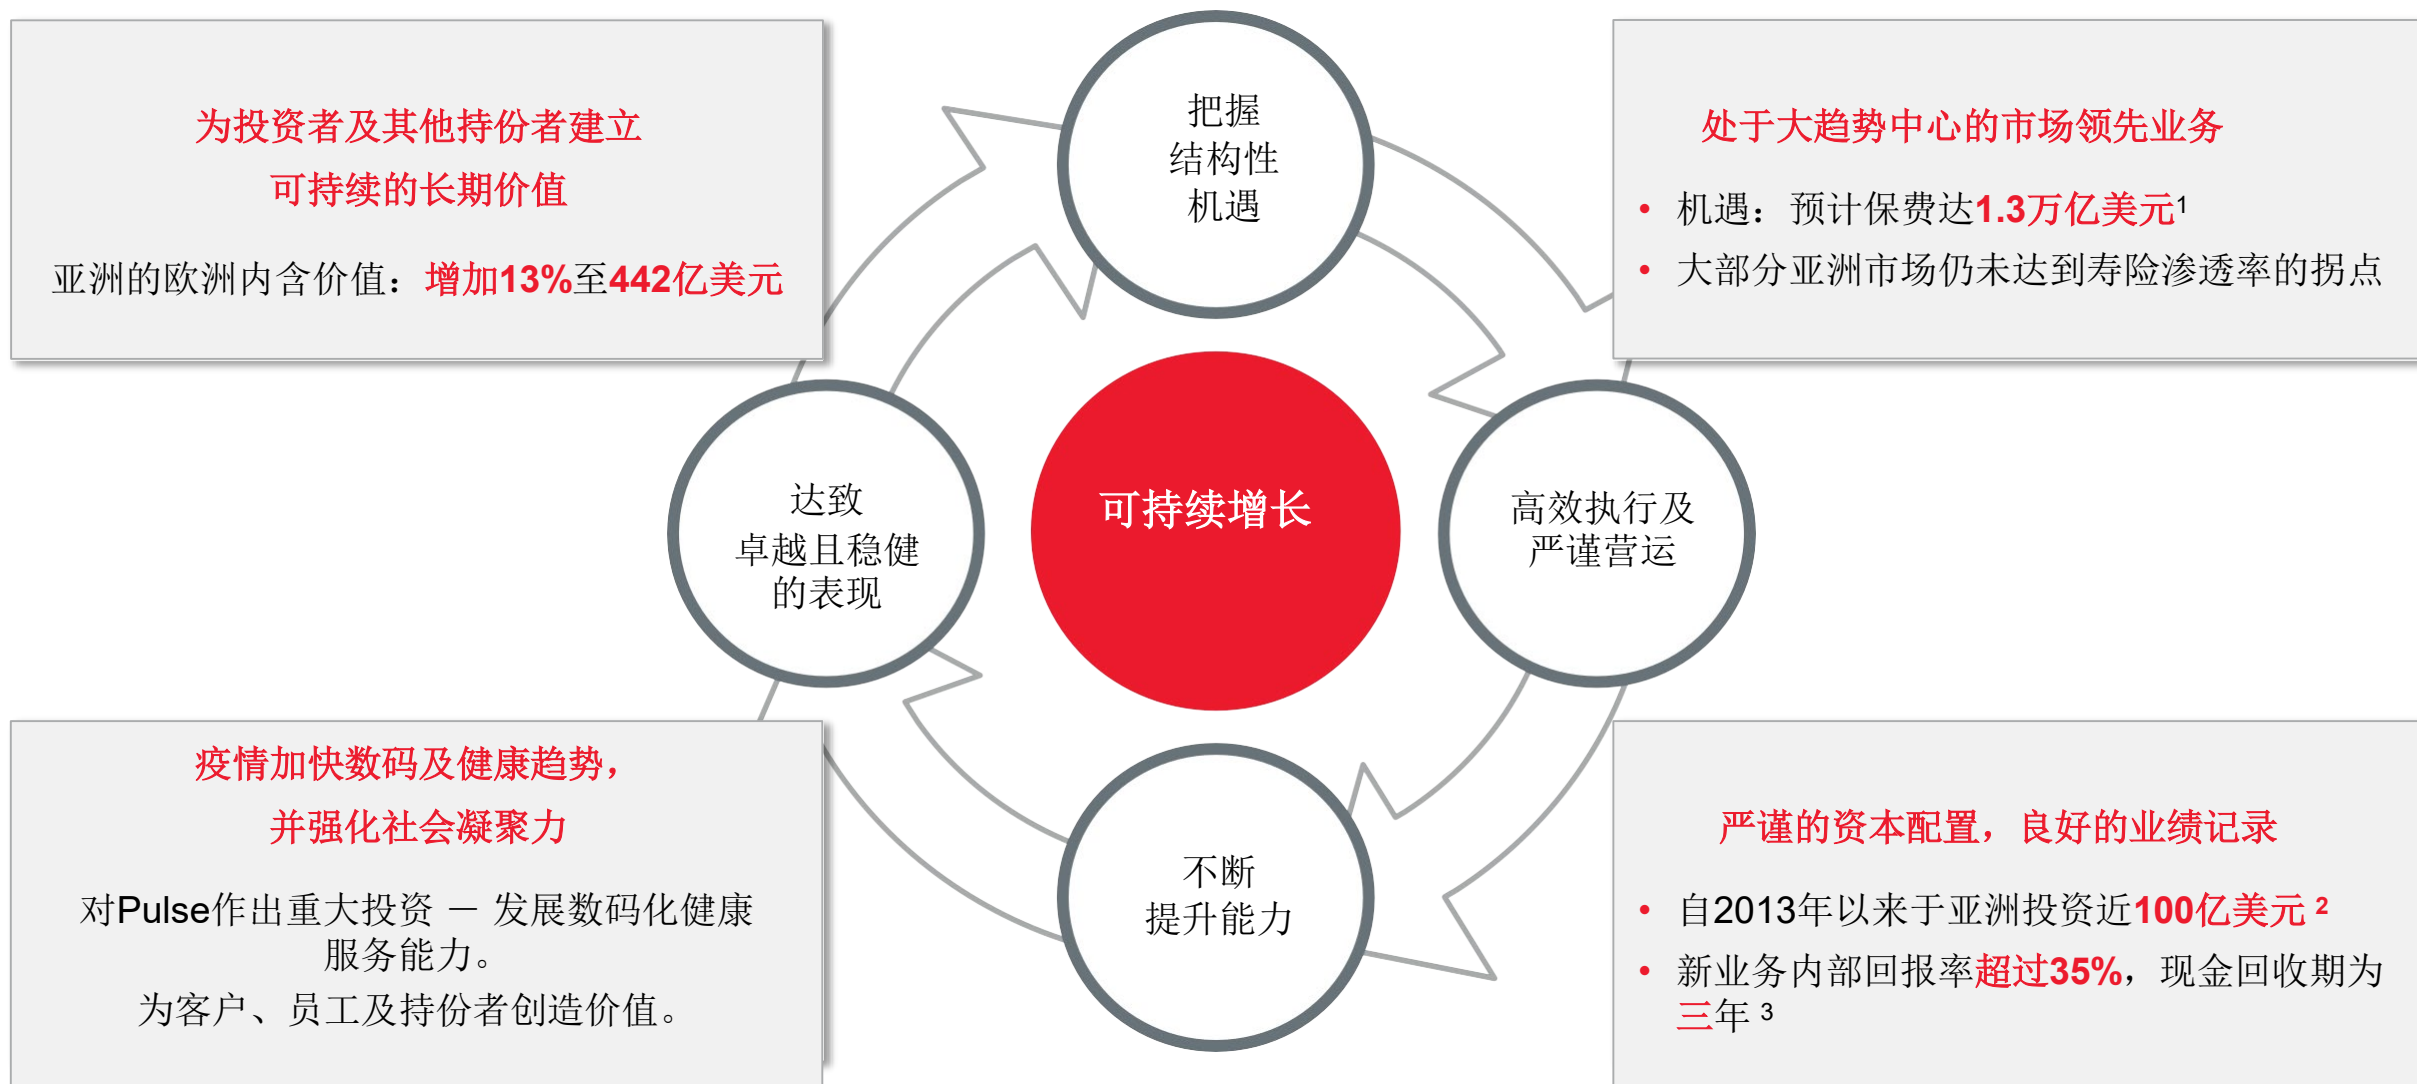 为投资者及其他持份者建立
可持续的长期价值
亚洲的欧洲内含价值：增加13%至442亿美元
把握
结构性
机遇
处于大趋势中心的市场领先业务
• 机遇：预计保费达1.3万亿美元¹
• 大部分亚洲市场仍未达到寿险渗透率的拐点
达致
卓越且稳健
的表现
可持续增长
高效执行及
严谨营运
疫情加快数码及健康趋势，
并强化社会凝聚力
对Pulse作出重大投资 – 发展数码化健康
服务能力。
为客户、员工及持份者创造价值。
不断
提升能力
严谨的资本配置，良好的业绩记录
• 自2013年以来于亚洲投资近100亿美元 ²
• 新业务内部回报率超过35%，现金回收期为
三年 ³